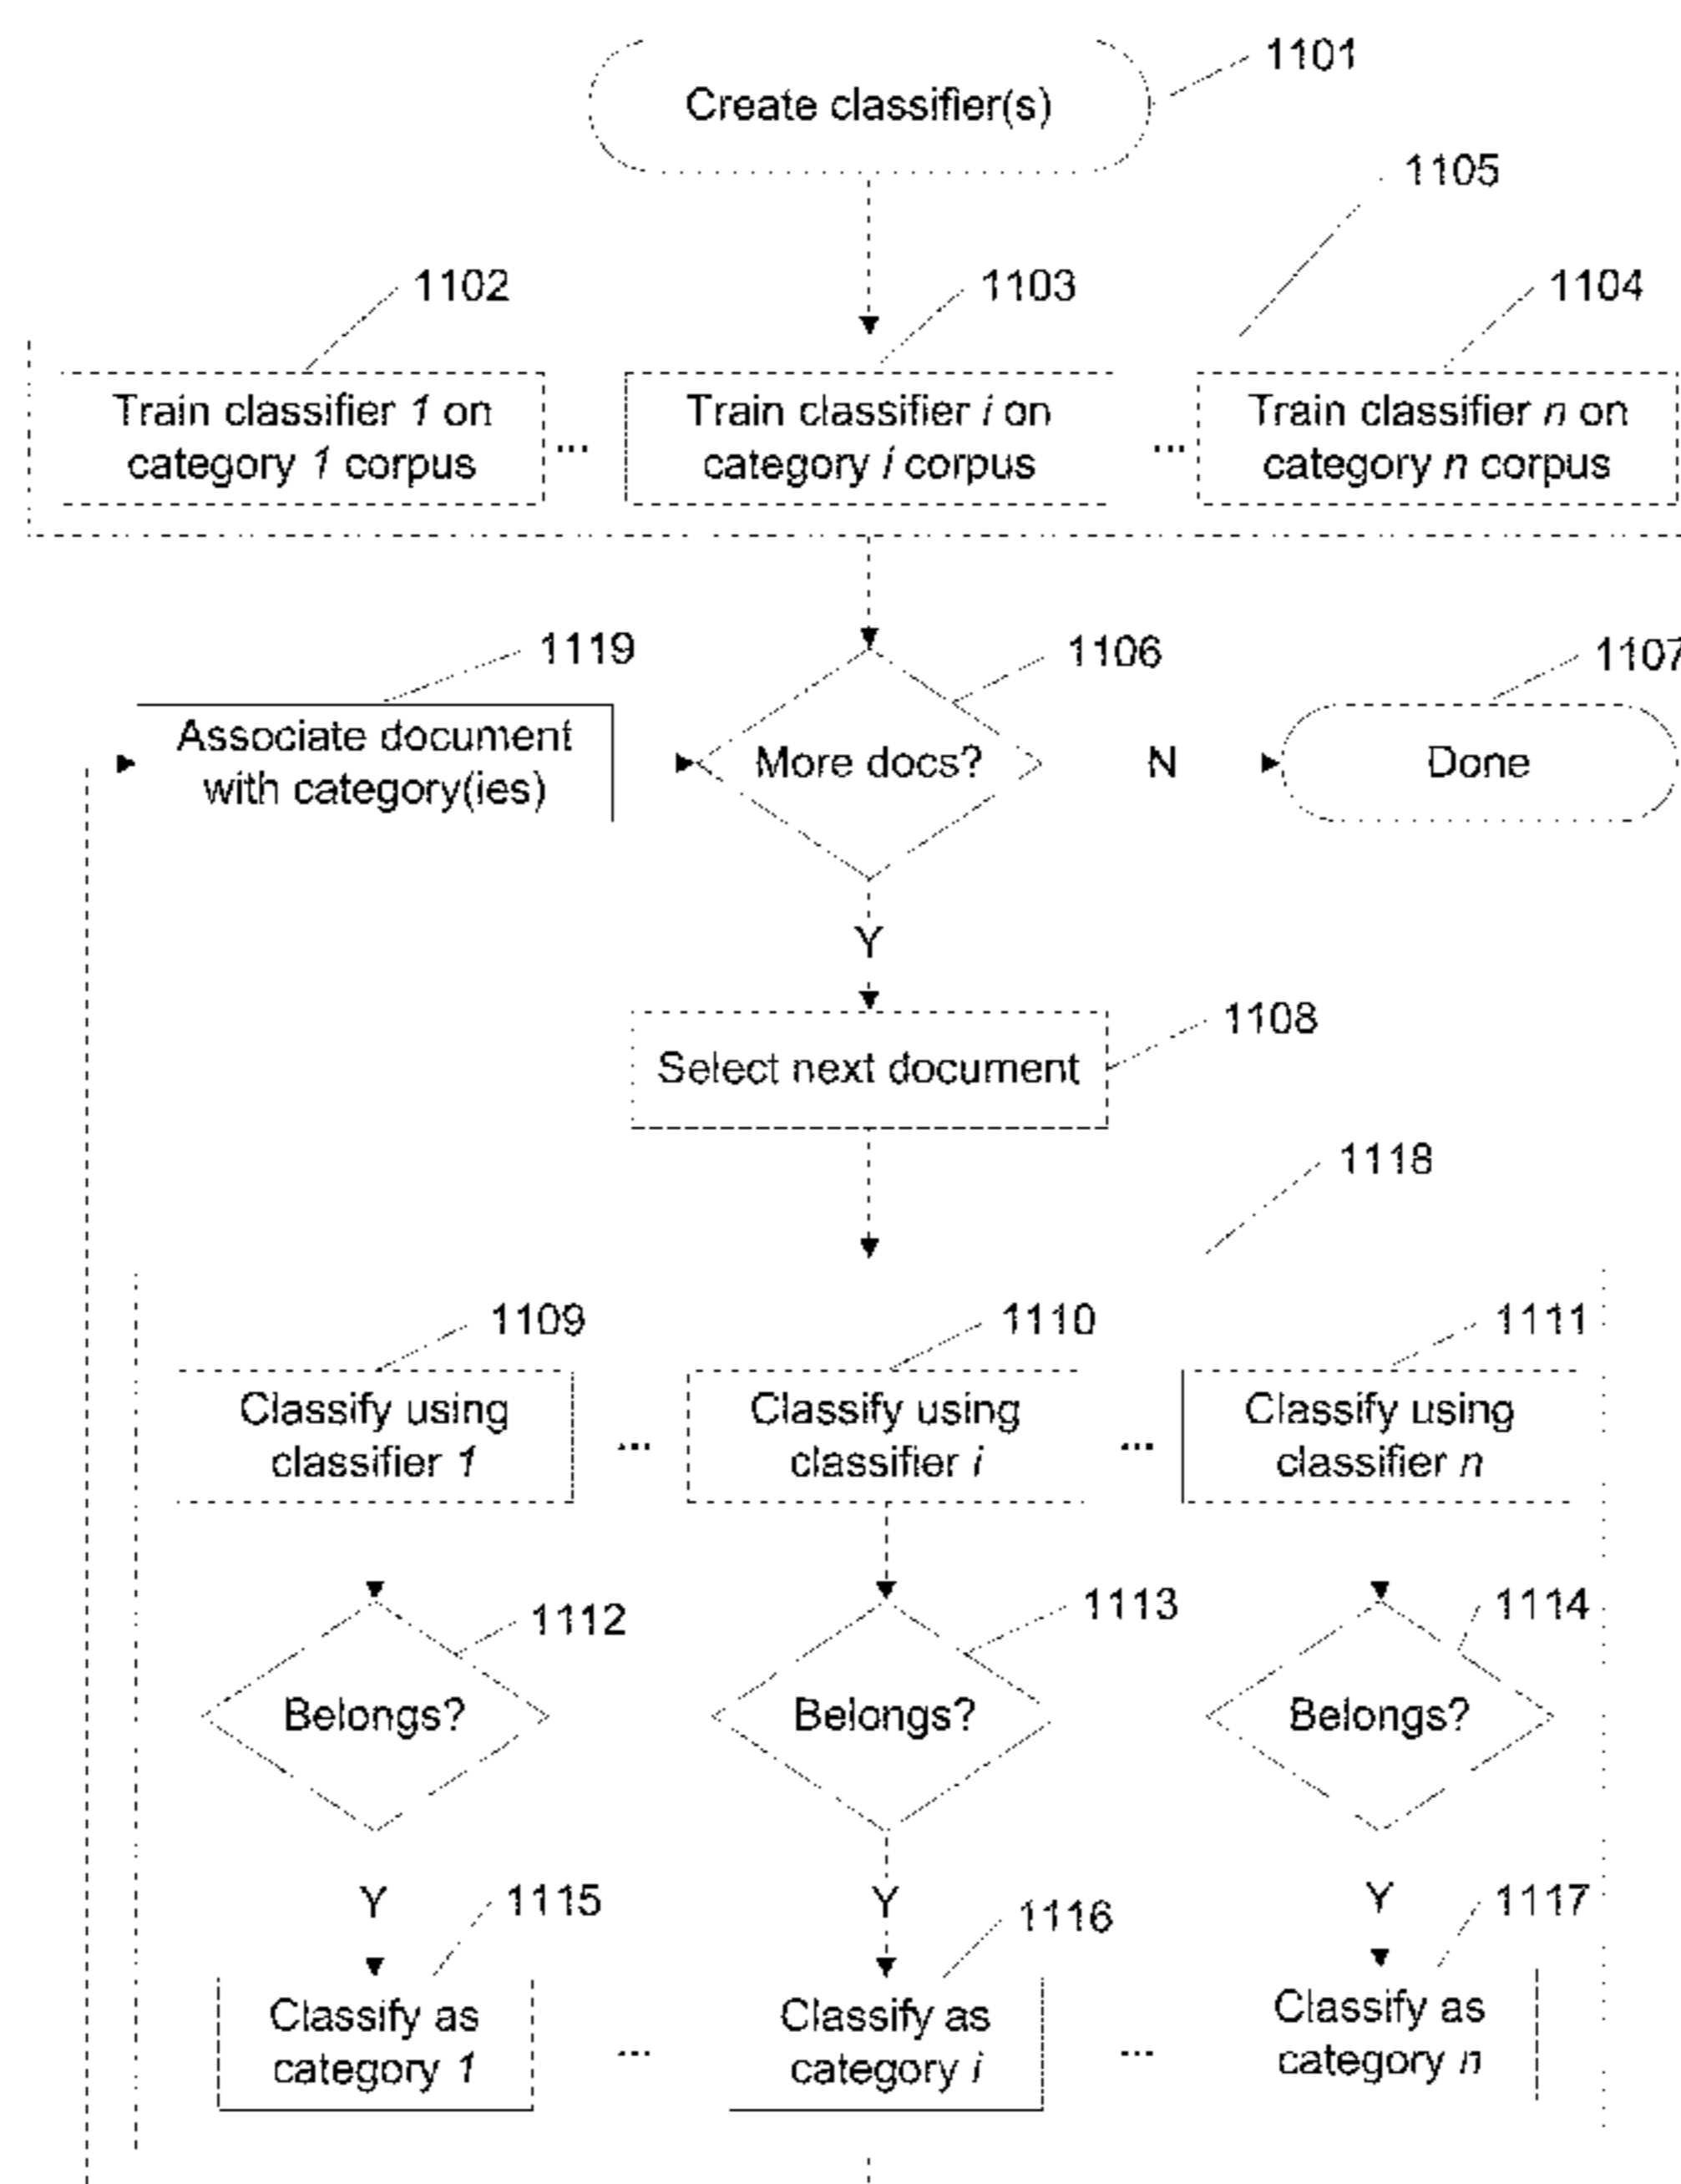 1101
Create classifier(s)
1105
1102
1103
1104
Train classifier 1 on
category 1 corpus
...
Train classifier i on
category i corpus
...
Train classifier n on
category n corpus
1119
1106
1107
Associate document
with category(ies)
More docs?
N
Done
Y
1108
Select next document
1118
1109
1110
1111
Classify using
classifier 1
...
Classify using
classifier i
...
Classify using
classifier n
1112
1113
1114
Belongs?
Belongs?
Belongs?
Y
1115
Y
1116
Y
1117
Classify as
category 1
...
Classify as
category i
...
Classify as
category n